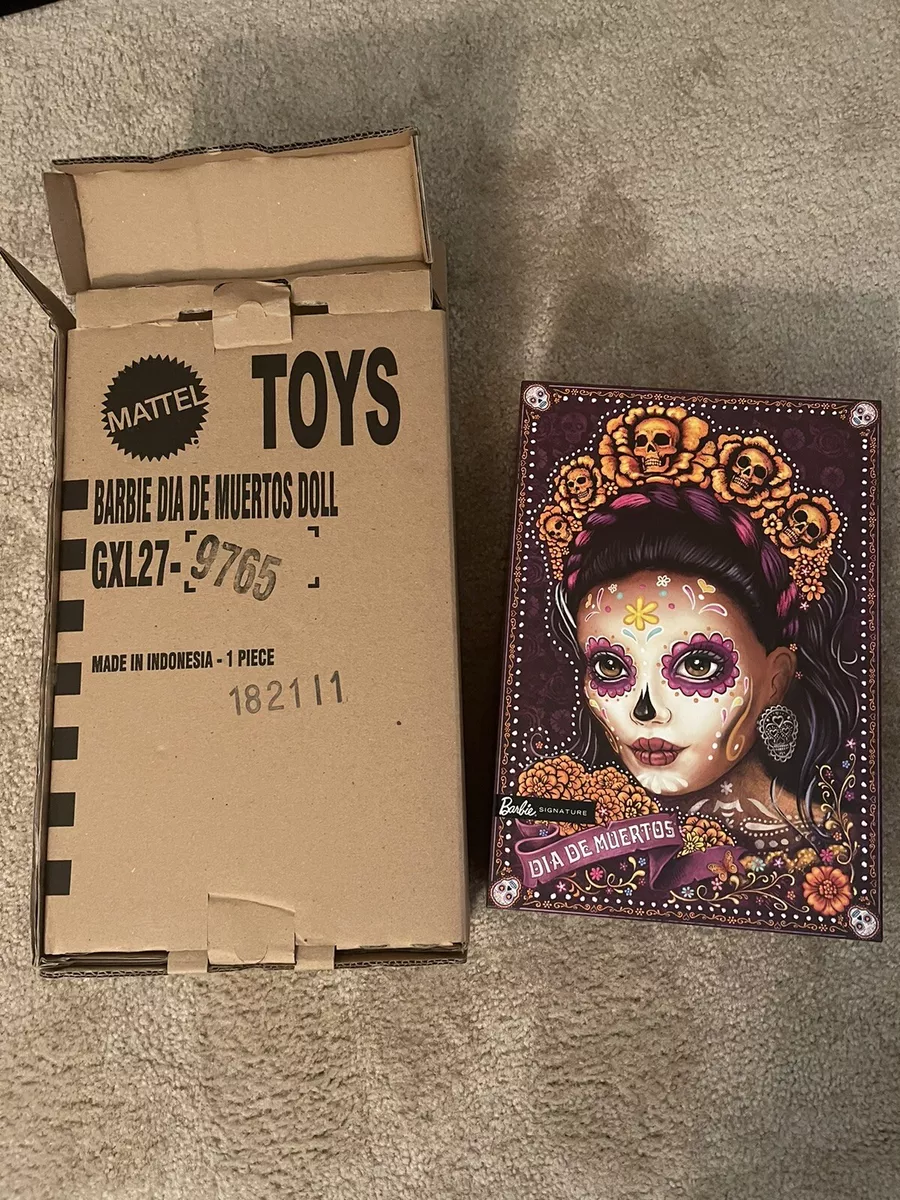 MATTEL
TOYS
BARBIE DIA DE MUERTOS DOLL
GXL27-9765
MADE IN INDONESIA - 1 PIECE
182111
Barbie SIGNATURE
DIA DE MUERTOS